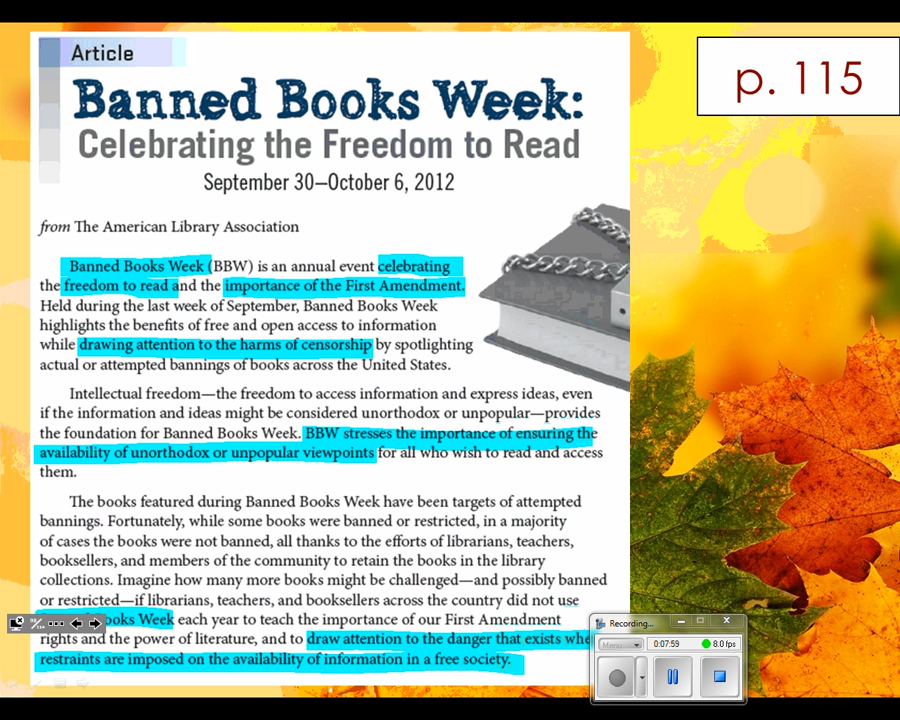 Article
p. 115
Banned Books Week:
Celebrating the Freedom to Read
September 30–October 6, 2012
from The American Library Association
Banned Books Week (BBW) is an annual event celebrating
the freedom to read and the importance of the First Amendment.
Held during the last week of September, Banned Books Week
highlights the benefits of free and open access to information
while drawing attention to the harms of censorship by spotlighting
actual or attempted bannings of books across the United States.
Intellectual freedom—the freedom to access information and express ideas, even
if the information and ideas might be considered unorthodox or unpopular—provides
the foundation for Banned Books Week. BBW stresses the importance of ensuring the
availability of unorthodox or unpopular viewpoints for all who wish to read and access
them.
The books featured during Banned Books Week have been targets of attempted
bannings. Fortunately, while some books were banned or restricted, in a majority
of cases the books were not banned, all thanks to the efforts of librarians, teachers,
booksellers, and members of the community to retain the books in the library
collections. Imagine how many more books might be challenged—and possibly banned
or restricted—if librarians, teachers, and booksellers across the country did not use
Books Week each year to teach the importance of our First Amendment
rights and the power of literature, and to draw attention to the danger that exists
restraints are imposed on the availability of information in a free society.
Recording...
Menu 0:07:59 8.0 fps